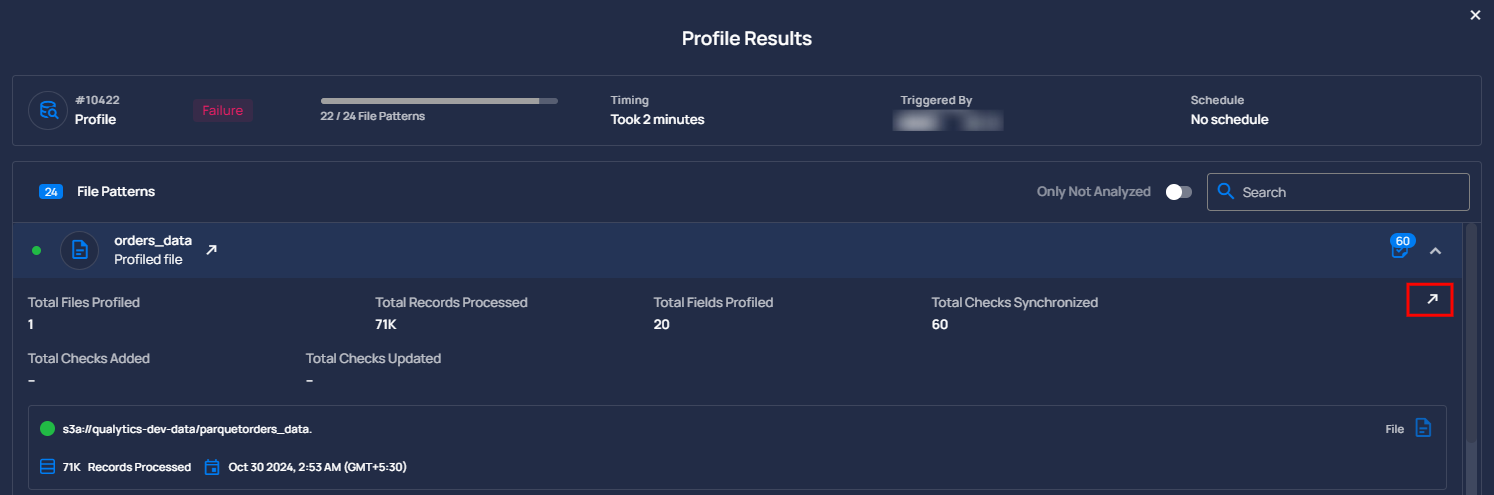 Profile Results
#10422
Profile
Failure
22 / 24 File Patterns
Timing
Took 2 minutes
Triggered By
Schedule
No schedule
24 File Patterns
Only Not Analyzed
Search
orders_data
Profiled file
60
Total Files Profiled
1
Total Records Processed
71K
Total Fields Profiled
20
Total Checks Synchronized
60
Total Checks Added
–
Total Checks Updated
–
s3a://qualytics-dev-data/parquetorders_data.
File
71K Records Processed
Oct 30 2024, 2:53 AM (GMT+5:30)